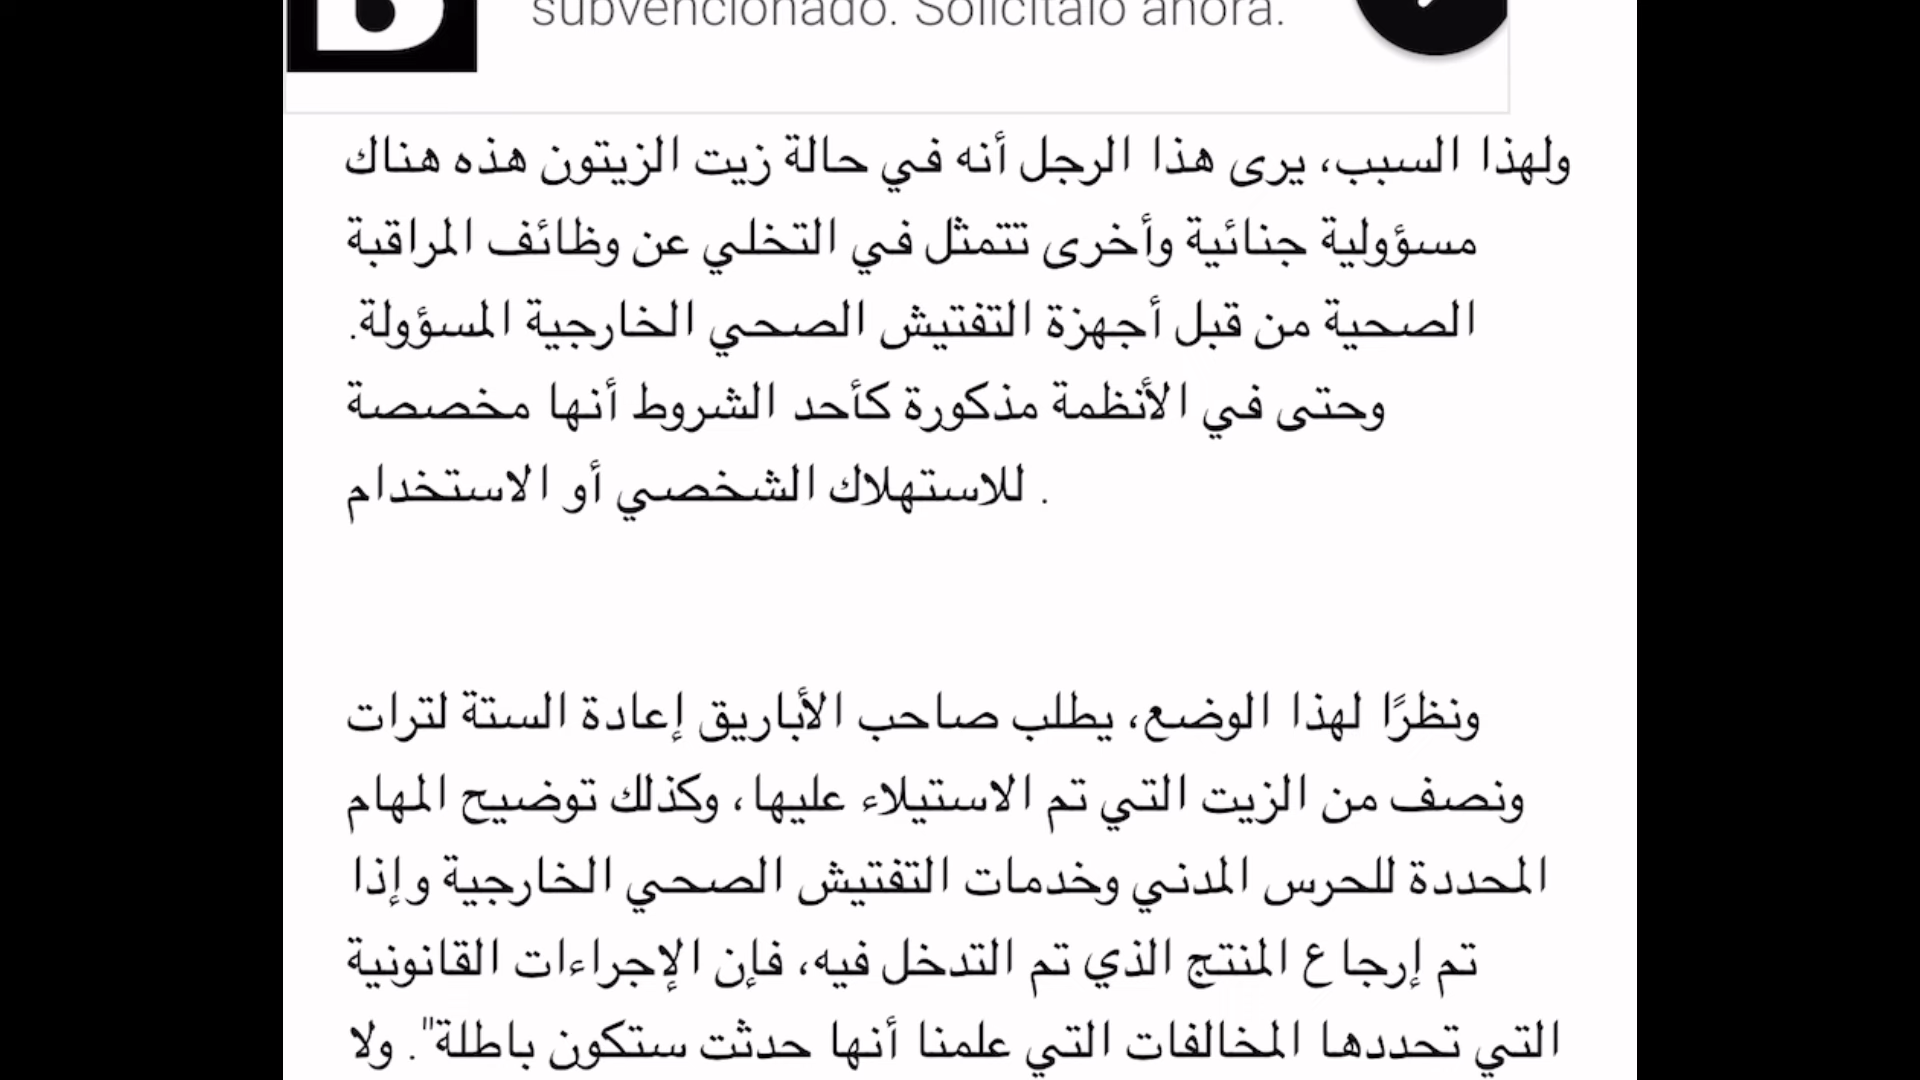 subvencionado. Solicítalo ahora.
ولهذا السبب، يرى هذا الرجل أنه في حالة زيت الزيتون هذه هناك
مسؤولية جنائية وأخرى تتمثل في التخلي عن وظائف المراقبة
الصحية من قبل أجهزة التفتيش الصحي الخارجية المسؤولة.
وحتى في الأنظمة مذكورة كأحد الشروط أنها مخصصة
. للاستهلاك الشخصي أو الاستخدام
ونظرًا لهذا الوضع، يطلب صاحب الأباريق إعادة الستة لترات
ونصف من الزيت التي تم الاستيلاء عليها، وكذلك توضيح المهام
المحددة للحرس المدني وخدمات التفتيش الصحي الخارجية وإذا
تم إرجاع المنتج الذي تم التدخل فيه، فإن الإجراءات القانونية
التي تحددها المخالفات التي علمنا أنها حدثت ستكون باطلة". ولا